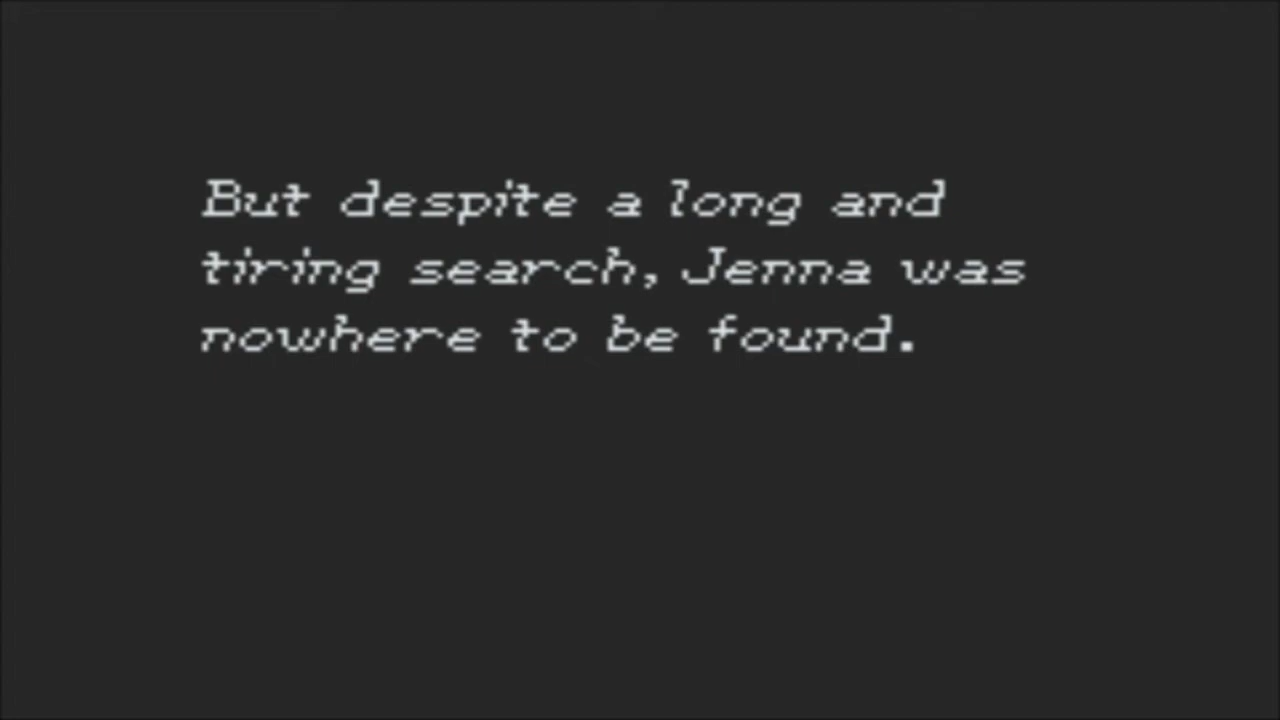 But despite a long and
tiring search, Jenna was
nowhere to be found.